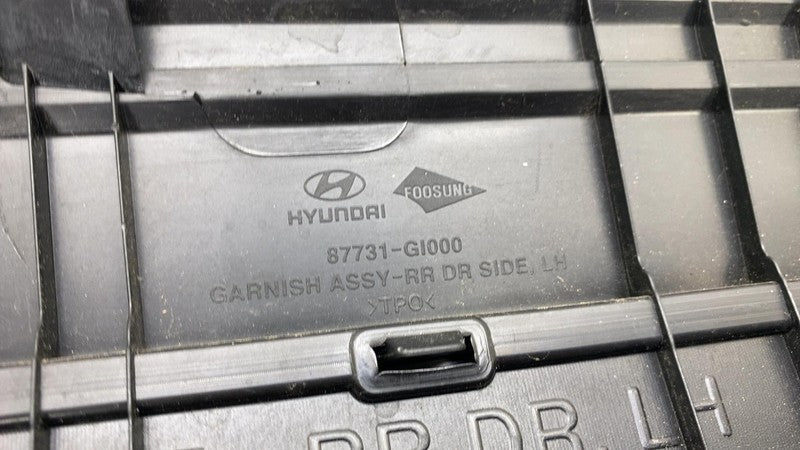 HYUNDAI
FOOSUNG
87731-GI000
GARNISH ASSY-RR DR SIDE, LH
>TPO<
RR DR, LH